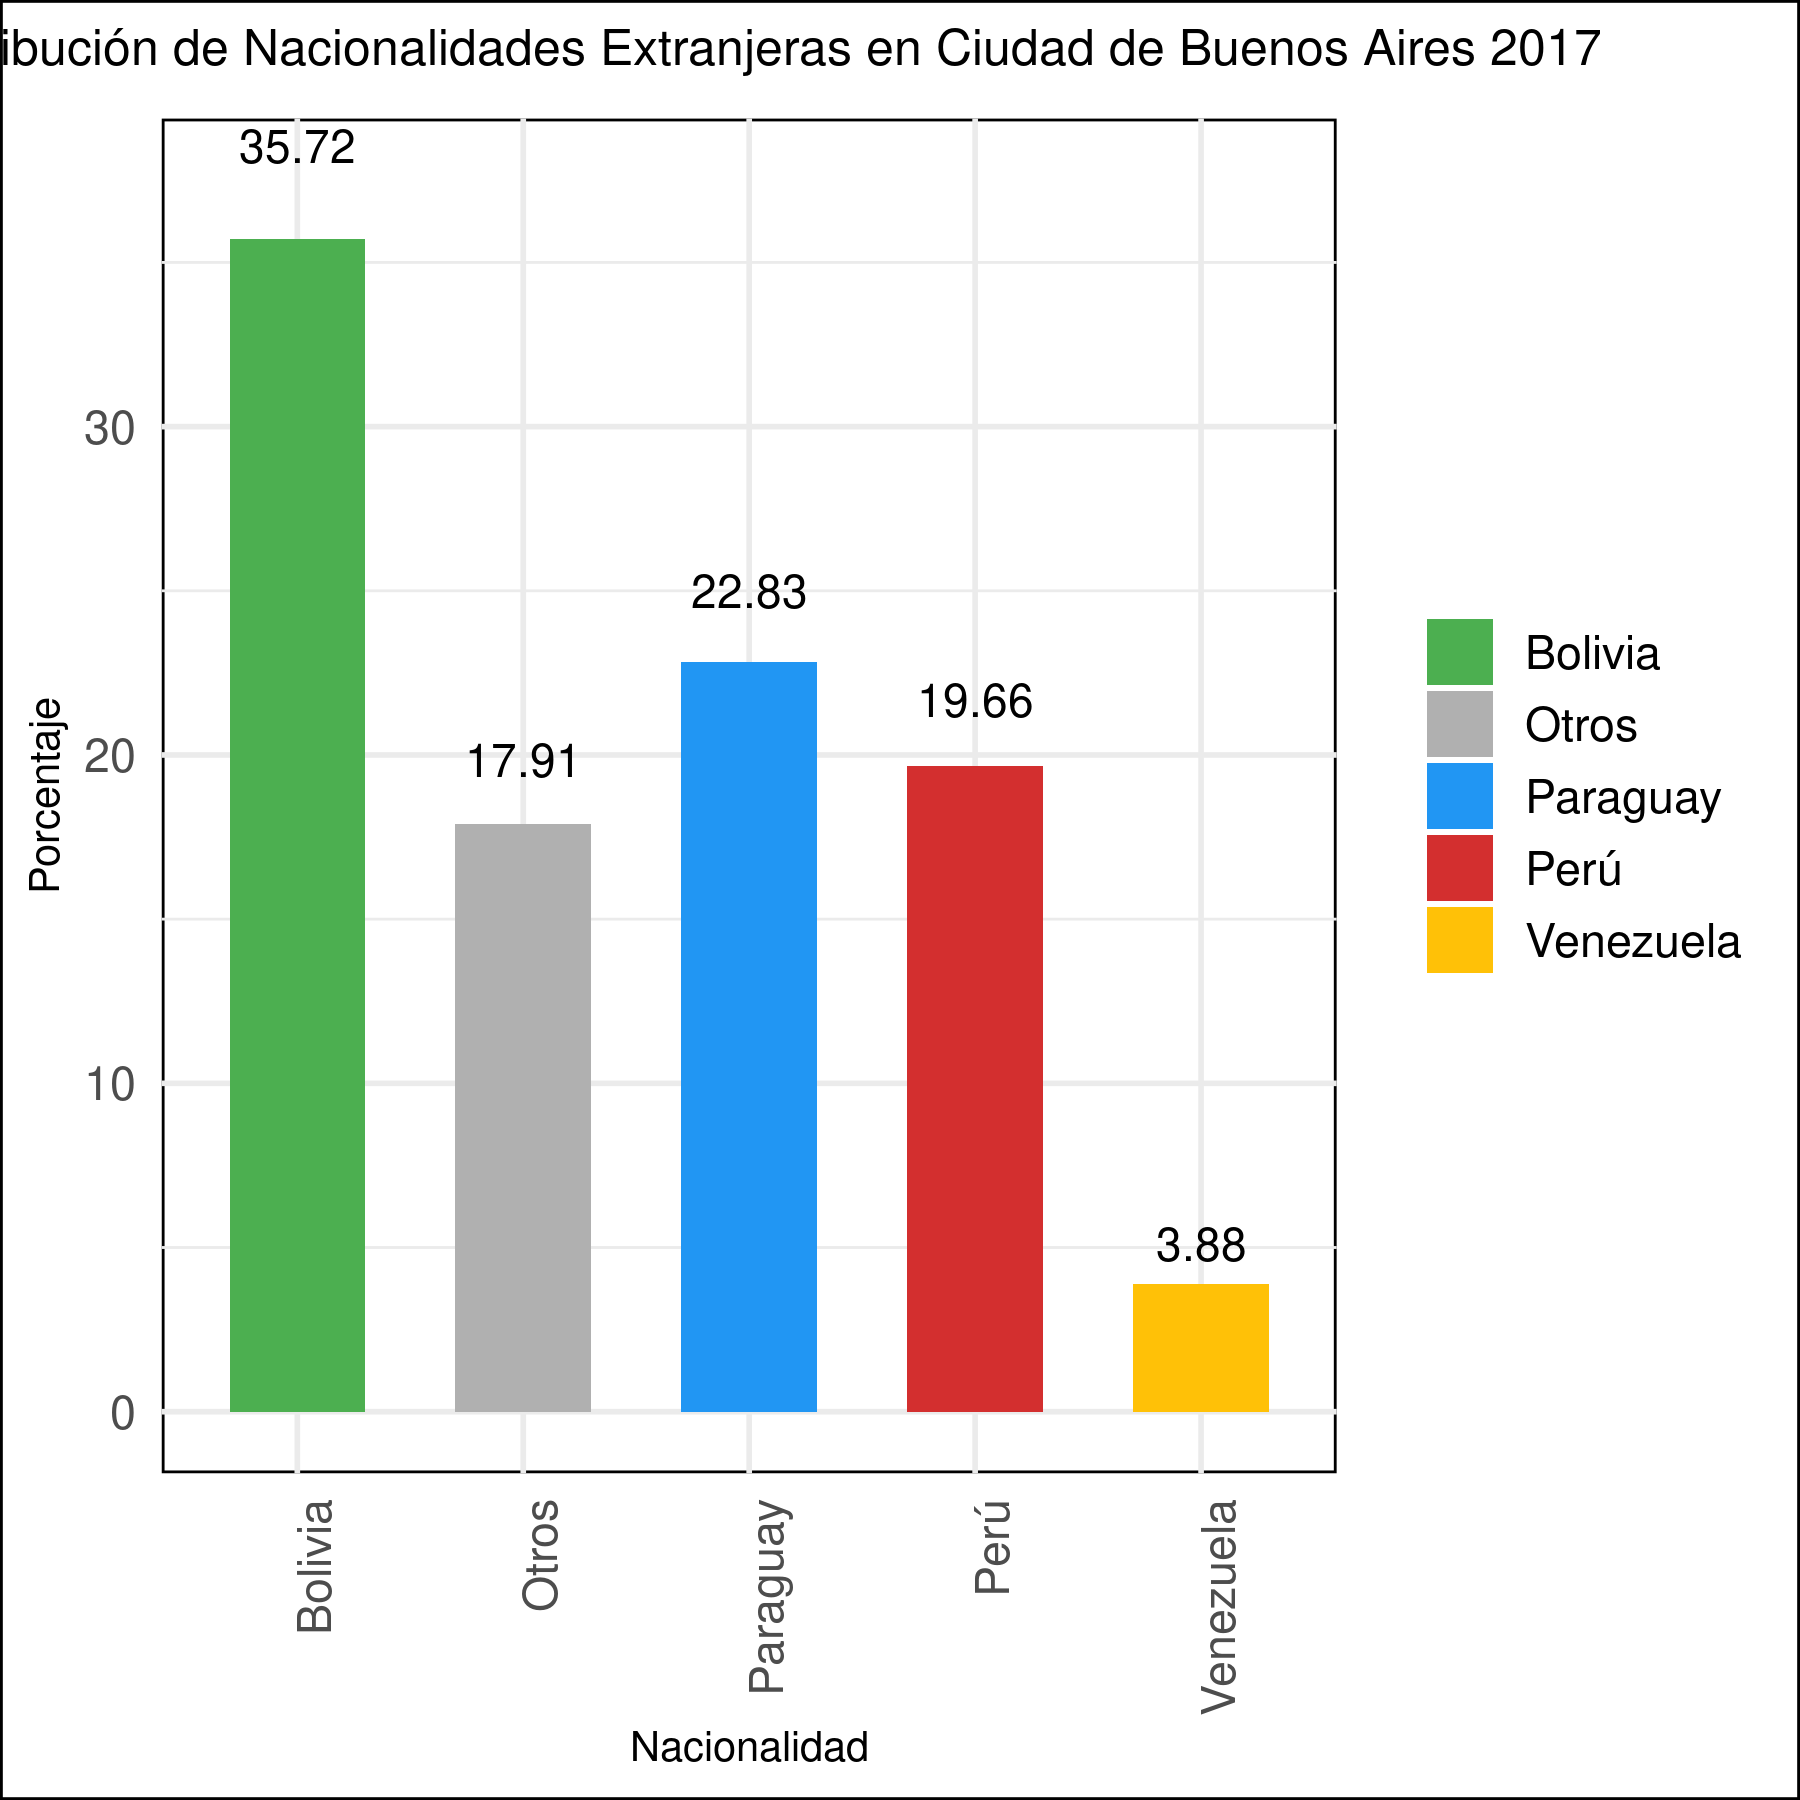 ibución de Nacionalidades Extranjeras en Ciudad de Buenos Aires 2017
35.72
17.91
22.83
19.66
3.88
30
20
10
0
Porcentaje
Bolivia
Otros
Paraguay
Perú
Venezuela
Nacionalidad
Bolivia
Otros
Paraguay
Perú
Venezuela